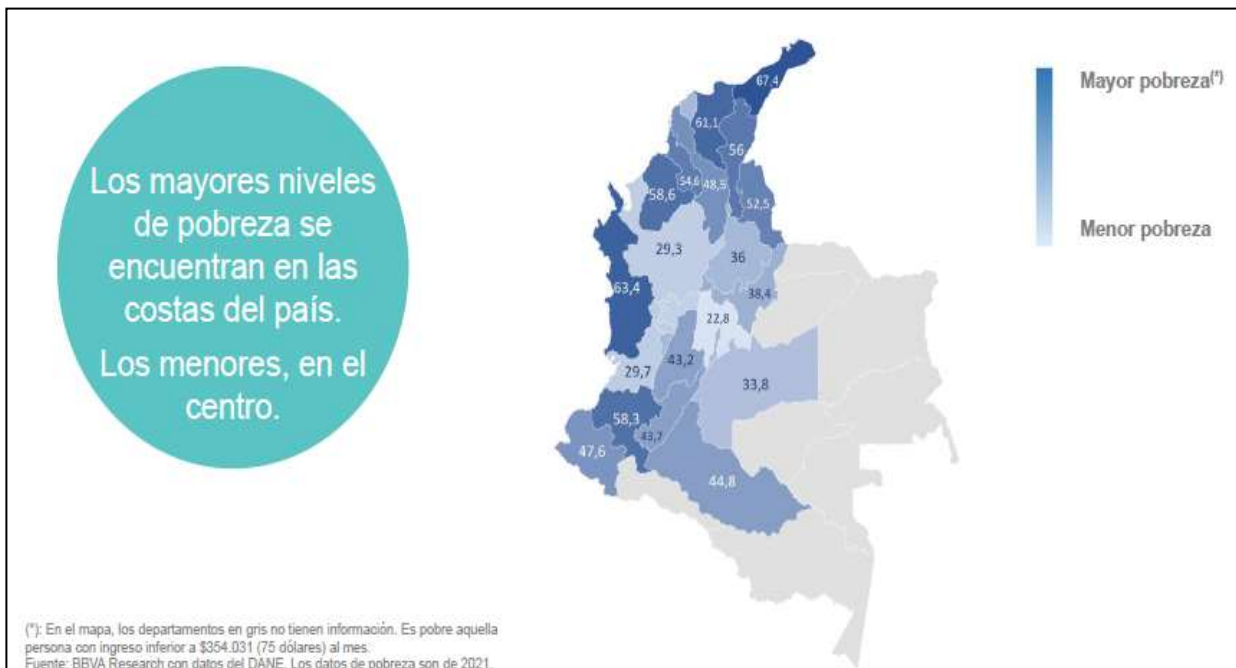 Los mayores niveles
de pobreza se
encuentran en las
costas del país.
Los menores, en el
centro.
67,4
61,1
56
58,6
54,6
48,5
52,5
29,3
36
63,4
38,4
22,8
43,2
29,7
33,8
58,3
47,6
44,8
Mayor pobreza(*)
Menor pobreza
(*): En el mapa, los departamentos en gris no tienen información. Es pobre aquella
persona con ingreso inferior a $354.031 (75 dólares) al mes.
Fuente: BBVA Research con datos del DANE. Los datos de pobreza son de 2021.